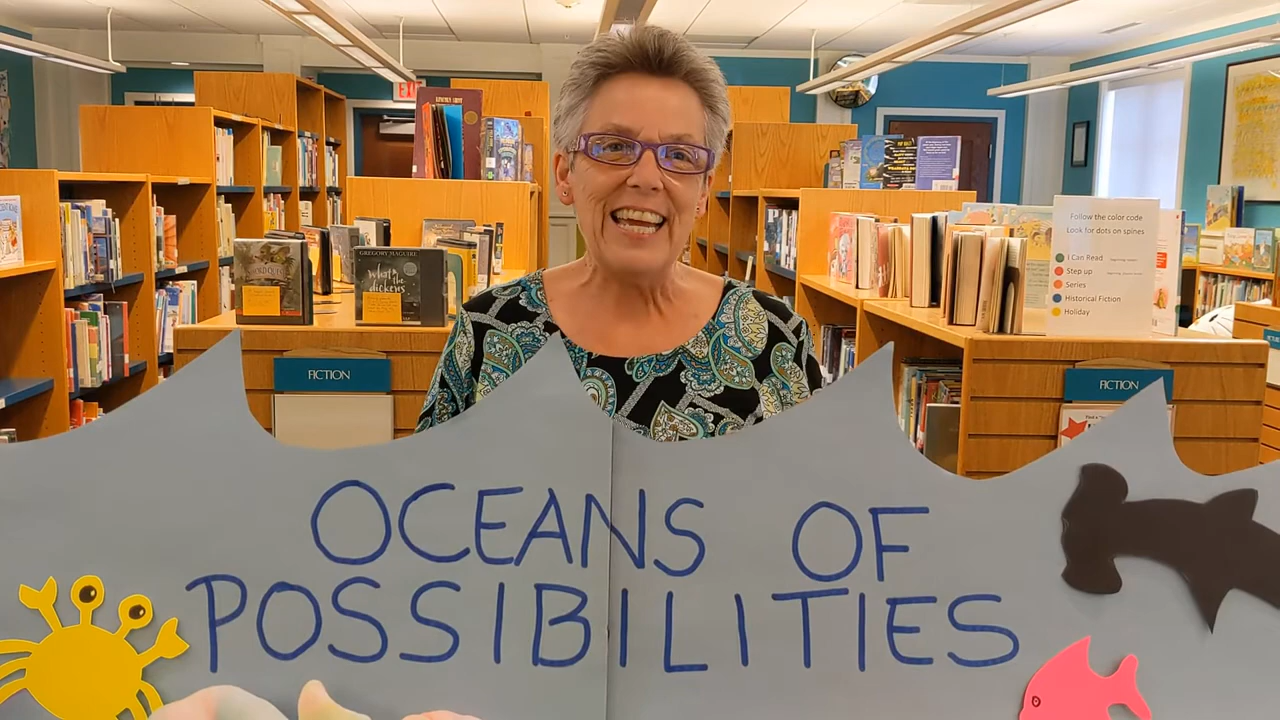 Follow the color code
Look for dots on spines
I Can Read
Step up
Series
Historical Fiction
Holiday
GREGORY MAGUIRE
what the
dickens
FICTION
FICTION
OCEANS OF
POSSIBILITIES